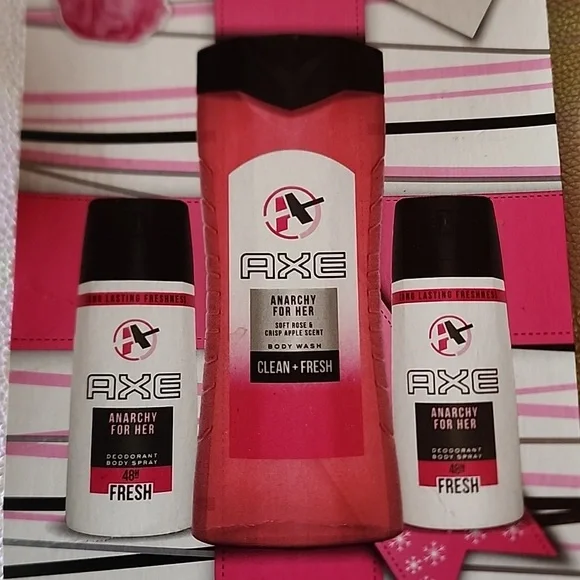 LONG LASTING FRESHNESS
AXE
ANARCHY
FOR HER
DEODORANT
BODY SPRAY
48H
FRESH
AXE
ANARCHY
FOR HER
SOFT ROSE &
CRISP APPLE SCENT
BODY WASH
CLEAN + FRESH
LONG LASTING FRESHNESS
AXE
ANARCHY
FOR HER
DEODORANT
BODY SPRAY
48H
FRESH